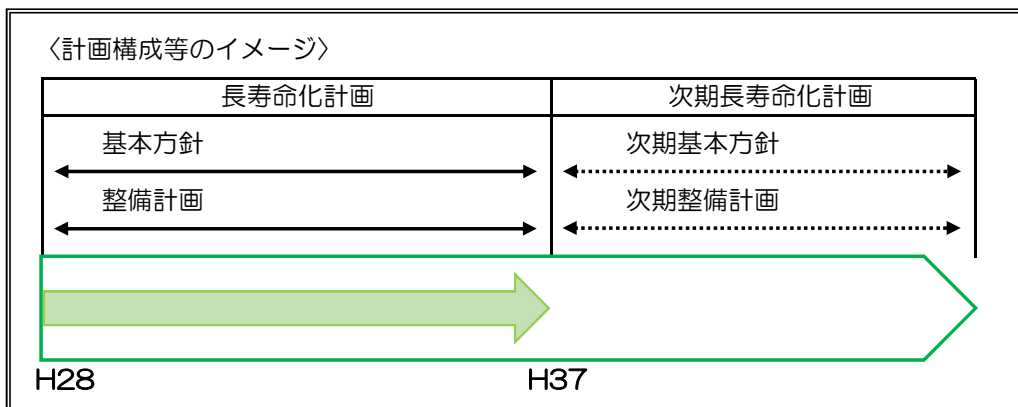 〈計画構成等のイメージ〉
長寿命化計画 次期長寿命化計画
基本方針 次期基本方針
整備計画 次期整備計画
H28 H37